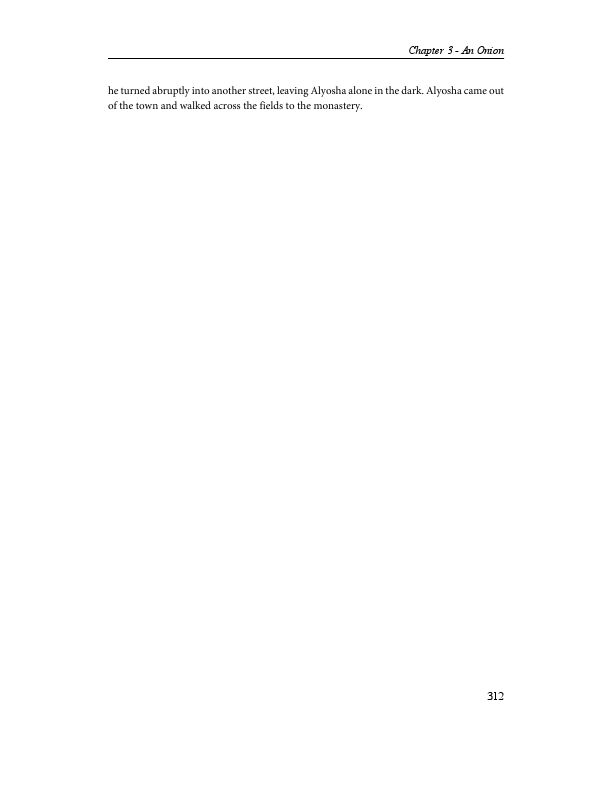 Chapter 3 - An Onion
he turned abruptly into another street, leaving Alyosha alone in the dark. Alyosha came out
of the town and walked across the fields to the monastery.
312